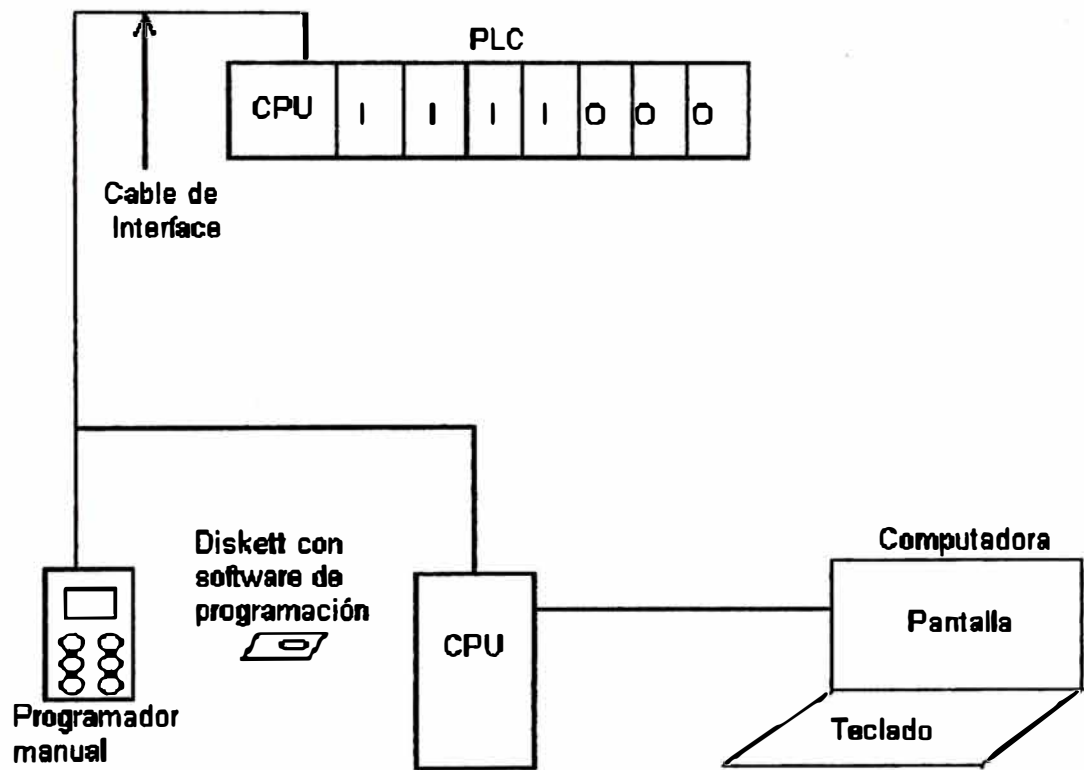 PLC
CPU I I I I O O O
Cable de
Interface
Diskett con
software de
programación
Computadora
Pantalla
CPU
Teclado
Programador
manual